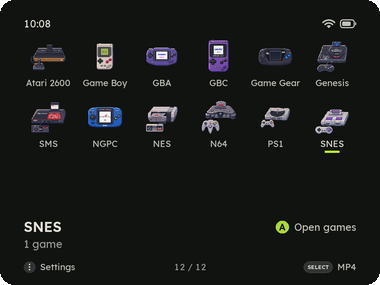 10:08
Atari 2600 Game Boy GBA GBC Game Gear Genesis
SMS NGPC NES N64 PS1 SNES
SNES
A Open games
1 game
Settings
12 / 12
SELECT MP4